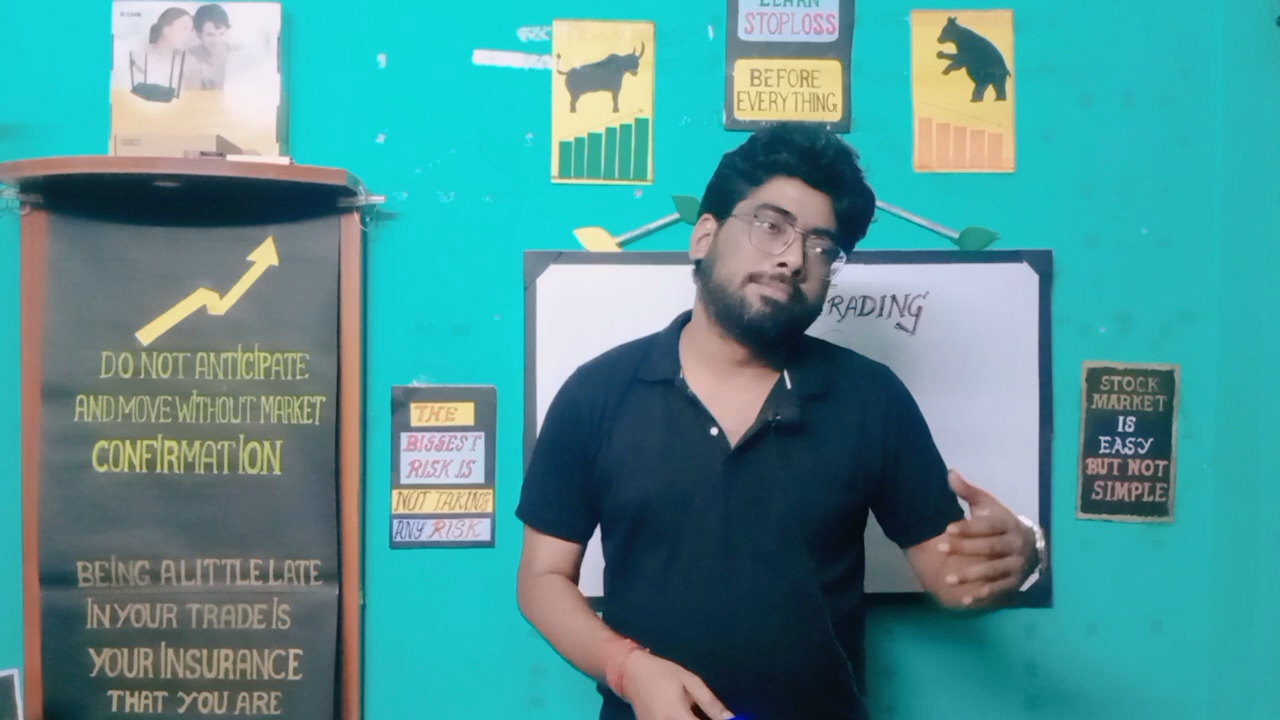 D-Link
LEARN
STOPLOSS
BEFORE
EVERYTHING
RADING
DO NOT ANTICIPATE
AND MOVE WITHOUT MARKET
CONFIRMATION
BEING A LITTLE LATE
IN YOUR TRADE IS
YOUR INSURANCE
THAT YOU ARE
THE
BIGGEST
RISK IS
NOT TAKING
ANY RISK
STOCK
MARKET
IS
EASY
BUT NOT
SIMPLE